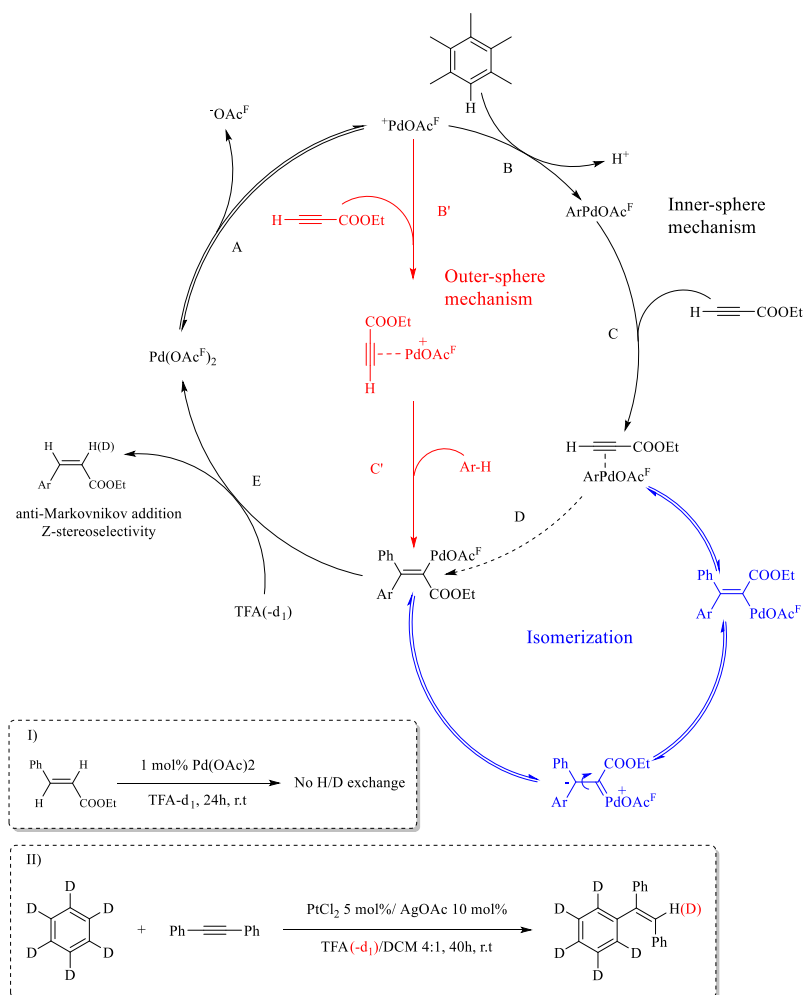 H
-OAcF
+PdOAcF
B
H+
H
COOEt
B'
ArPdOAcF
Inner-sphere
mechanism
A
Outer-sphere
mechanism
COOEt
H
+
PdOAcF
C
H
COOEt
Pd(OAcF)2
H
H(D)
Ar
COOEt
anti-Markovnikov addition
Z-stereoselectivity
E
C'
Ar-H
H
COOEt
ArPdOAcF
D
Ph
PdOAcF
Ar
COOEt
TFA(-d1)
Ph
COOEt
Ar
PdOAcF
Isomerization
Ph
COOEt
-
Ar
+
PdOAcF
I)
Ph
H
H
COOEt
1 mol% Pd(OAc)2
TFA-d1, 24h, r.t
No H/D exchange
II)
D
D
D
D
D
D
+
Ph
Ph
PtCl2 5 mol%/ AgOAc 10 mol%
TFA(-d1)/DCM 4:1, 40h, r.t
D
D
D
D
D
Ph
H(D)
Ph